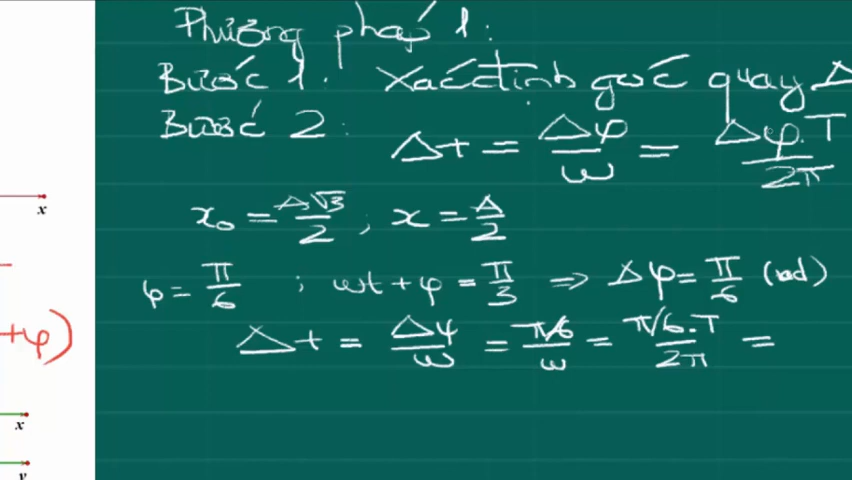 Phương pháp 1:
Bước 1: Xác định góc quay Δ
Bước 2: Δt = Δφ/ω = Δφ.T/2π
x₀ = A√3/2 ; x = A/2
x
φ = π/6 ; ωt + φ = π/3 => Δφ = π/6 (rad)
+φ)
Δt = Δφ/ω = π/6/ω = π/6.T/2π =
x
y